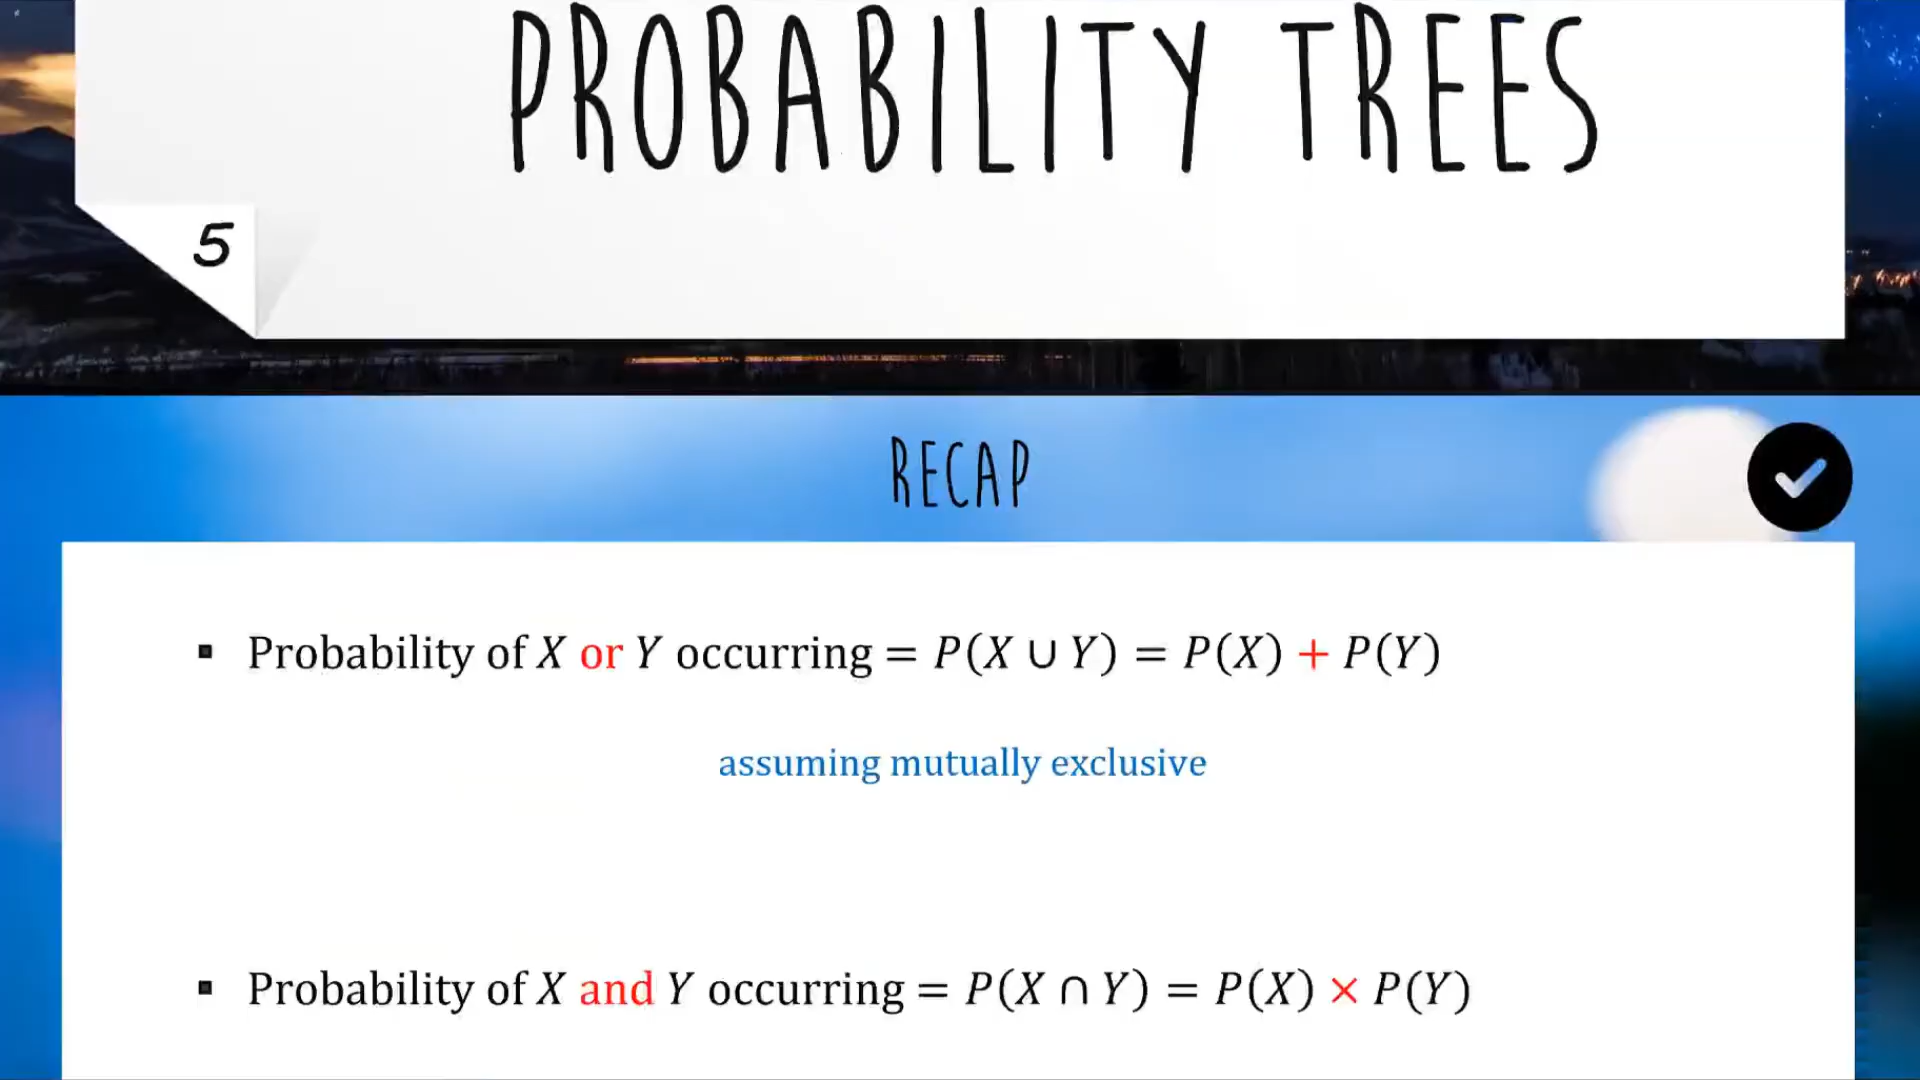 PROBABILITY TREES
5
RECAP
▪ Probability of X or Y occurring = P(X ∪ Y) = P(X) + P(Y)
assuming mutually exclusive
▪ Probability of X and Y occurring = P(X ∩ Y) = P(X) × P(Y)